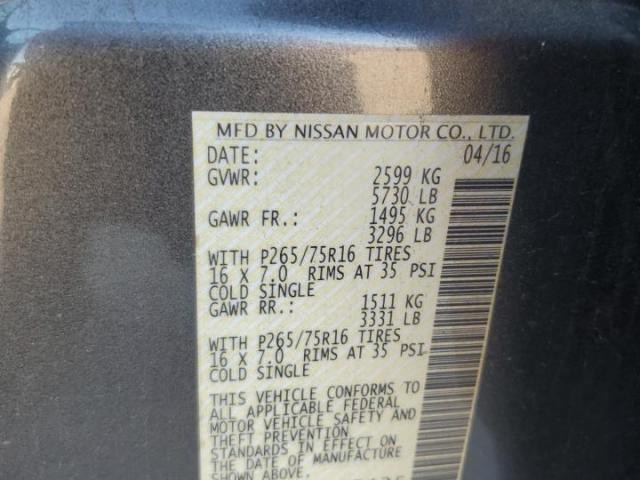 MFD BY NISSAN MOTOR CO., LTD.
DATE: 04/16
GVWR: 2599 KG
5730 LB
GAWR FR.: 1495 KG
3296 LB
WITH P265/75R16 TIRES
16 X 7.0 RIMS AT 35 PSI
COLD SINGLE
GAWR RR.: 1511 KG
3331 LB
WITH P265/75R16 TIRES
16 X 7.0 RIMS AT 35 PSI
COLD SINGLE
THIS VEHICLE CONFORMS TO
ALL APPLICABLE FEDERAL
MOTOR VEHICLE SAFETY AND
THEFT PREVENTION
STANDARDS IN EFFECT ON
THE DATE OF MANUFACTURE
SHOWN ABOVE.